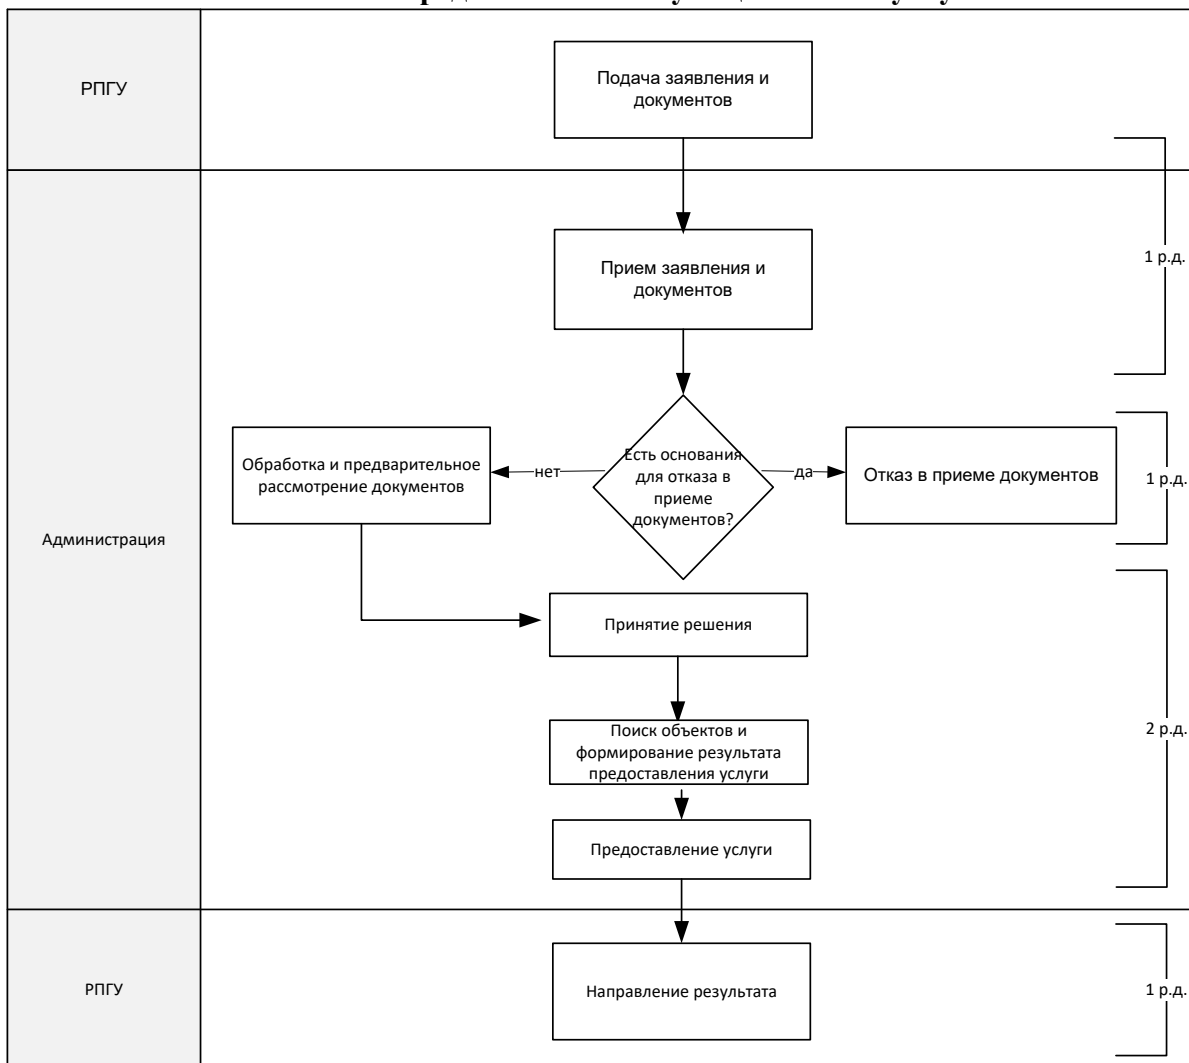 РПГУ
Подача заявления и
документов
Прием заявления и
документов
1 р.д.
Администрация
Обработка и предварительное
рассмотрение документов
нет
Есть основания
для отказа в
приеме
документов?
да
Отказ в приеме документов
1 р.д.
Принятие решения
Поиск объектов и
формирование результата
предоставления услуги
2 р.д.
Предоставление услуги
РПГУ
Направление результата
1 р.д.